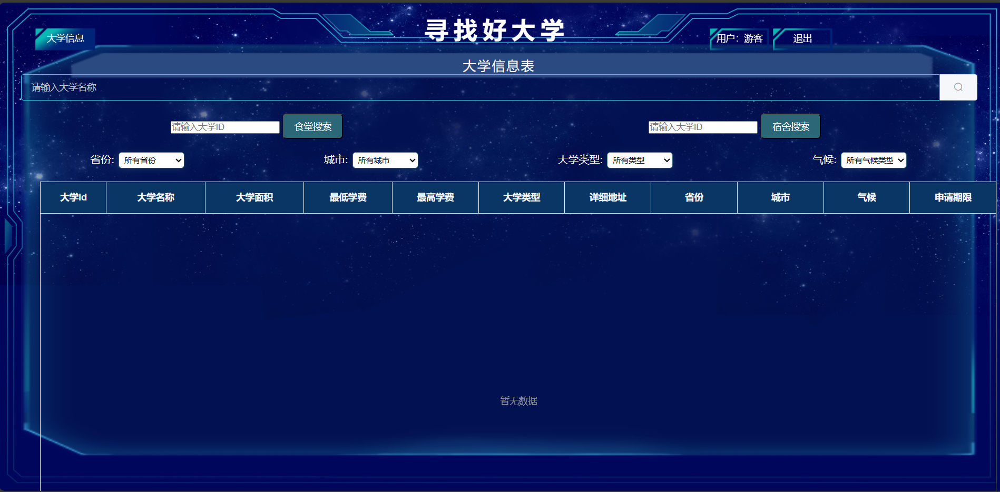 寻找好大学
大学信息
用户：游客
退出
大学信息表
请输入大学名称
请输入大学ID 食堂搜索 请输入大学ID 宿舍搜索
省份: 所有省份 城市: 所有城市 大学类型: 所有类型 气候: 所有气候类型
大学id 大学名称 大学面积 最低学费 最高学费 大学类型 详细地址 省份 城市 气候 申请期限
暂无数据